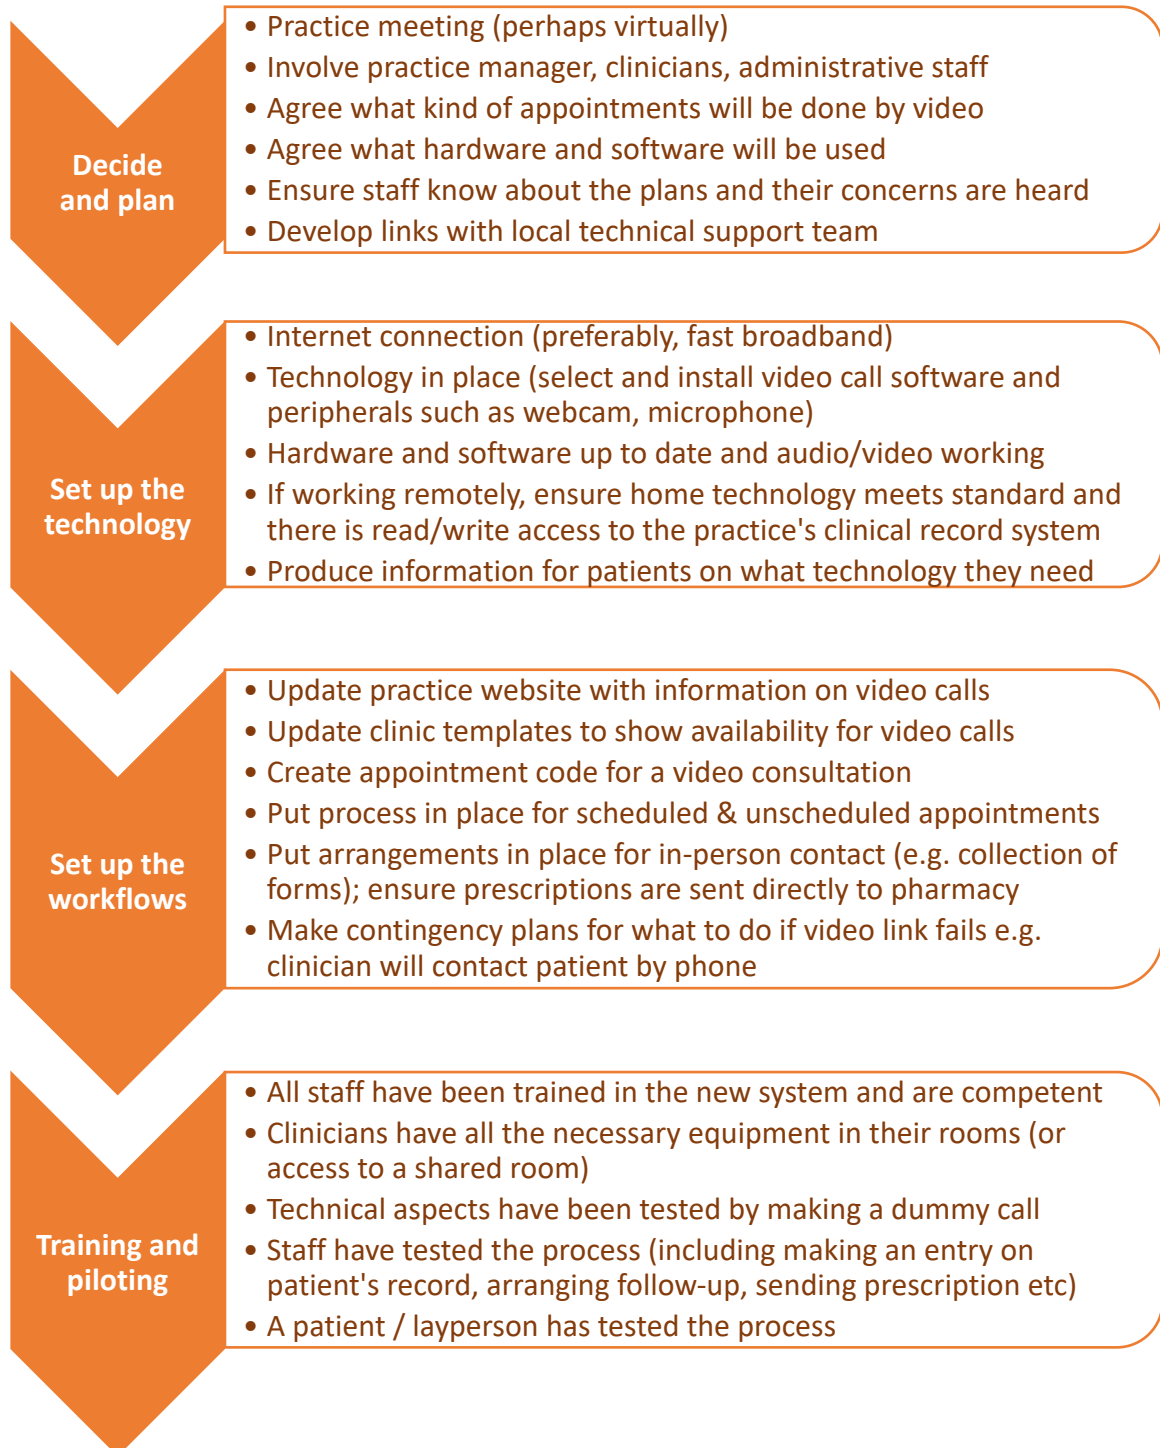 Decide
and plan
• Practice meeting (perhaps virtually)
• Involve practice manager, clinicians, administrative staff
• Agree what kind of appointments will be done by video
• Agree what hardware and software will be used
• Ensure staff know about the plans and their concerns are heard
• Develop links with local technical support team
Set up the
technology
• Internet connection (preferably, fast broadband)
• Technology in place (select and install video call software and
peripherals such as webcam, microphone)
• Hardware and software up to date and audio/video working
• If working remotely, ensure home technology meets standard and
there is read/write access to the practice's clinical record system
• Produce information for patients on what technology they need
Set up the
workflows
• Update practice website with information on video calls
• Update clinic templates to show availability for video calls
• Create appointment code for a video consultation
• Put process in place for scheduled & unscheduled appointments
• Put arrangements in place for in-person contact (e.g. collection of
forms); ensure prescriptions are sent directly to pharmacy
• Make contingency plans for what to do if video link fails e.g.
clinician will contact patient by phone
Training and
piloting
• All staff have been trained in the new system and are competent
• Clinicians have all the necessary equipment in their rooms (or
access to a shared room)
• Technical aspects have been tested by making a dummy call
• Staff have tested the process (including making an entry on
patient's record, arranging follow-up, sending prescription etc)
• A patient / layperson has tested the process